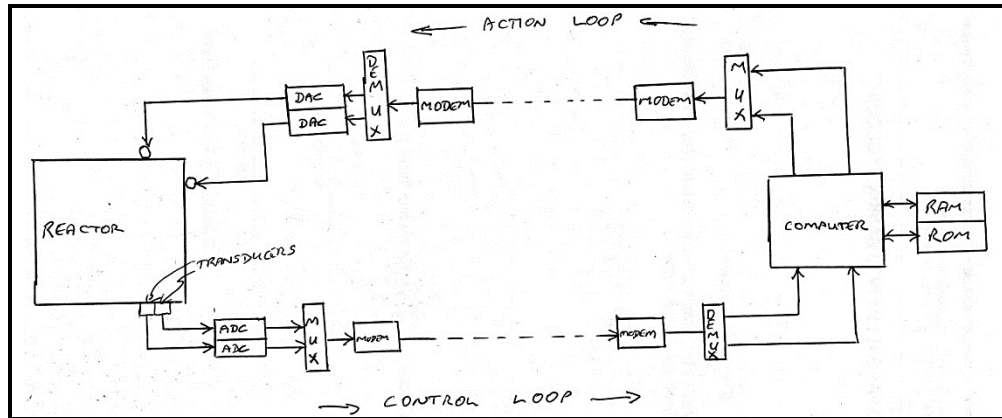 ← ACTION LOOP ←
DEMUX
MUX
DAC
DAC
MODEM
MODEM
REACTOR
COMPUTER
RAM
ROM
TRANSDUCERS
ADC
ADC
MUX
MODEM
MODEM
DEMUX
→ CONTROL LOOP →